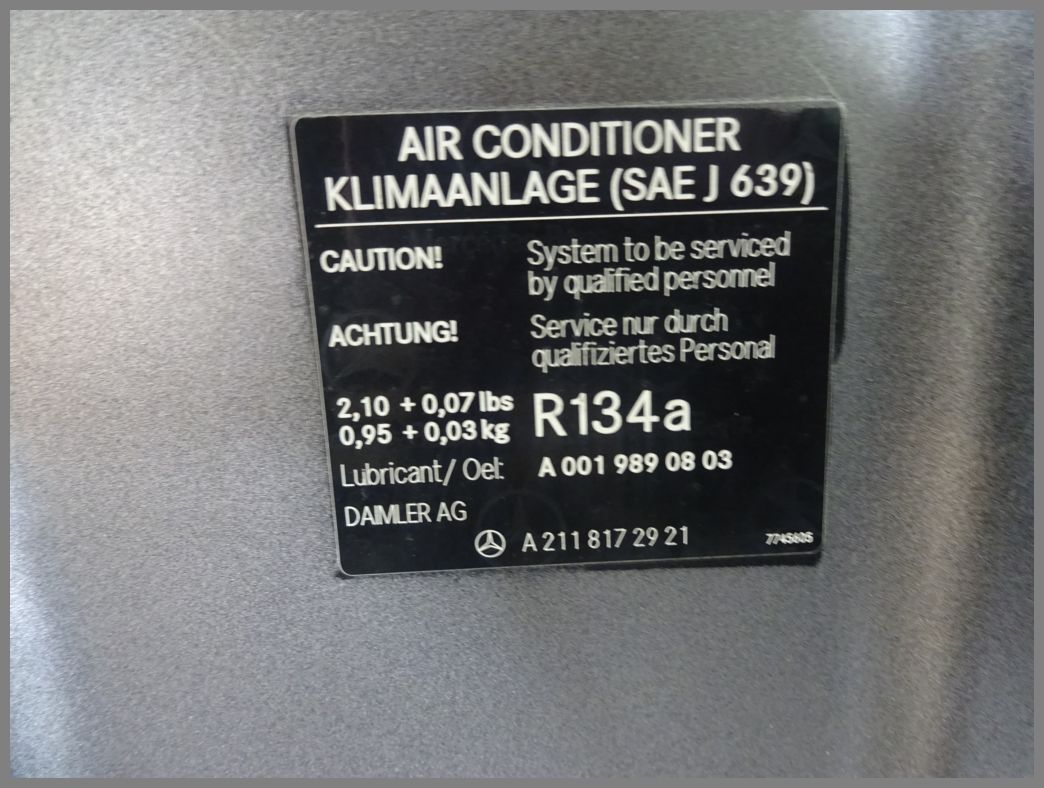 AIR CONDITIONER
KLIMAANLAGE (SAE J 639)
CAUTION! System to be serviced
by qualified personnel
ACHTUNG! Service nur durch
qualifiziertes Personal
2,10 + 0,07 lbs R134a
0,95 + 0,03 kg
Lubricant/ Oel: A 001 989 08 03
DAIMLER AG
A 211 817 29 21 7745605